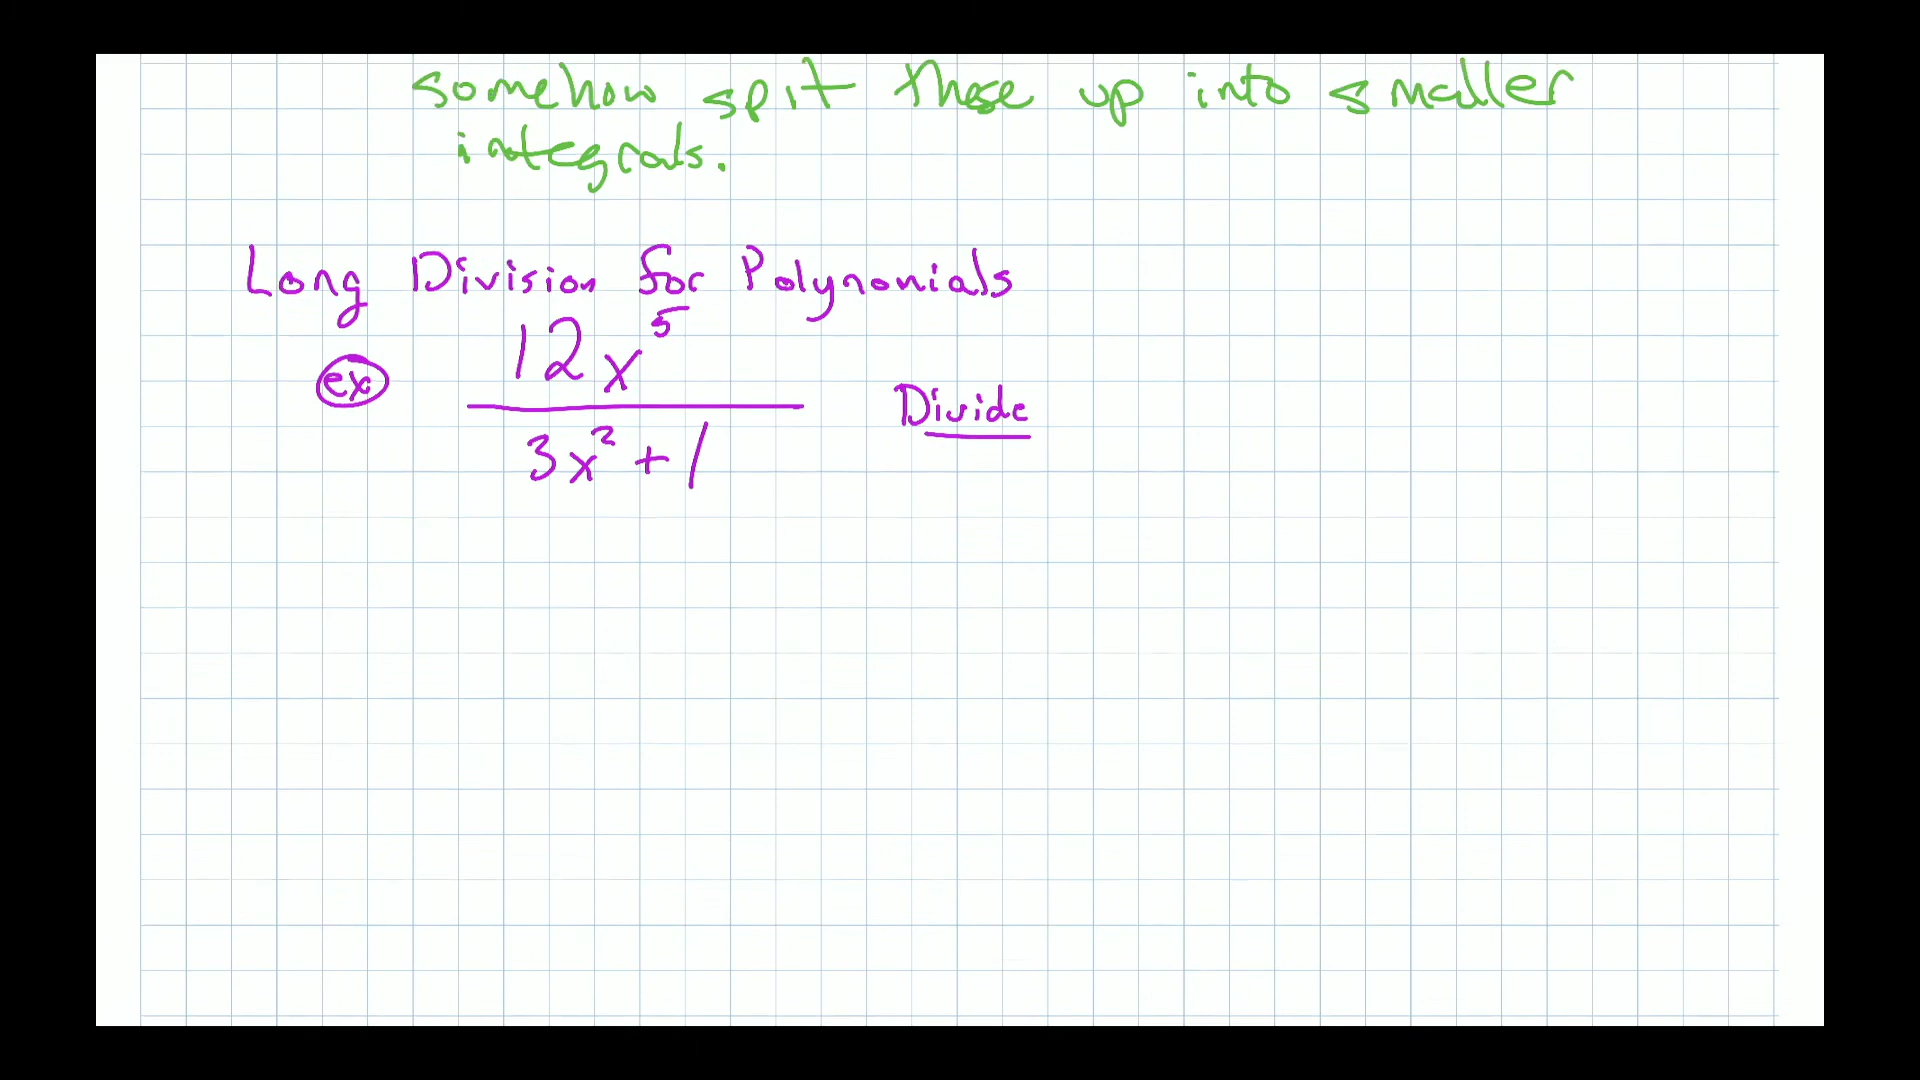 somehow spit these up into smaller
integrals.
Long Division for Polynomials
ex 12x^5 / 3x^2 + 1 Divide